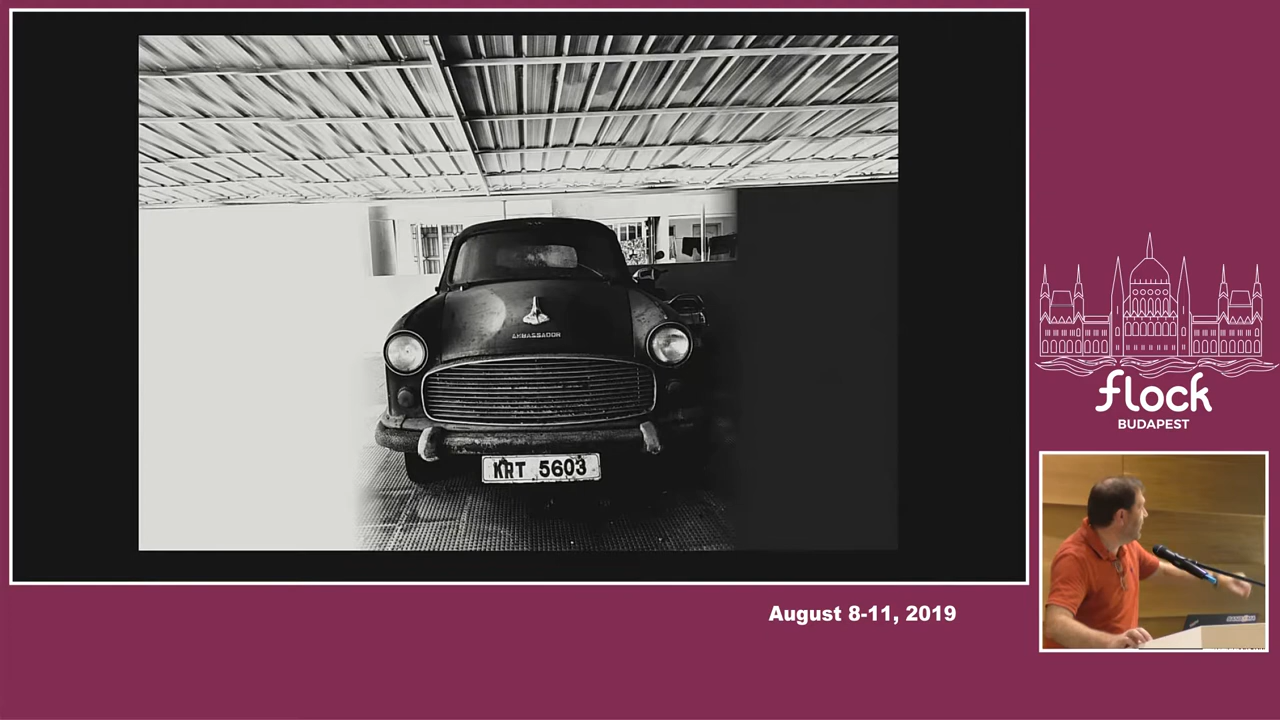 AMBASSADOR
KRT 5603
flock
BUDAPEST
August 8-11, 2019